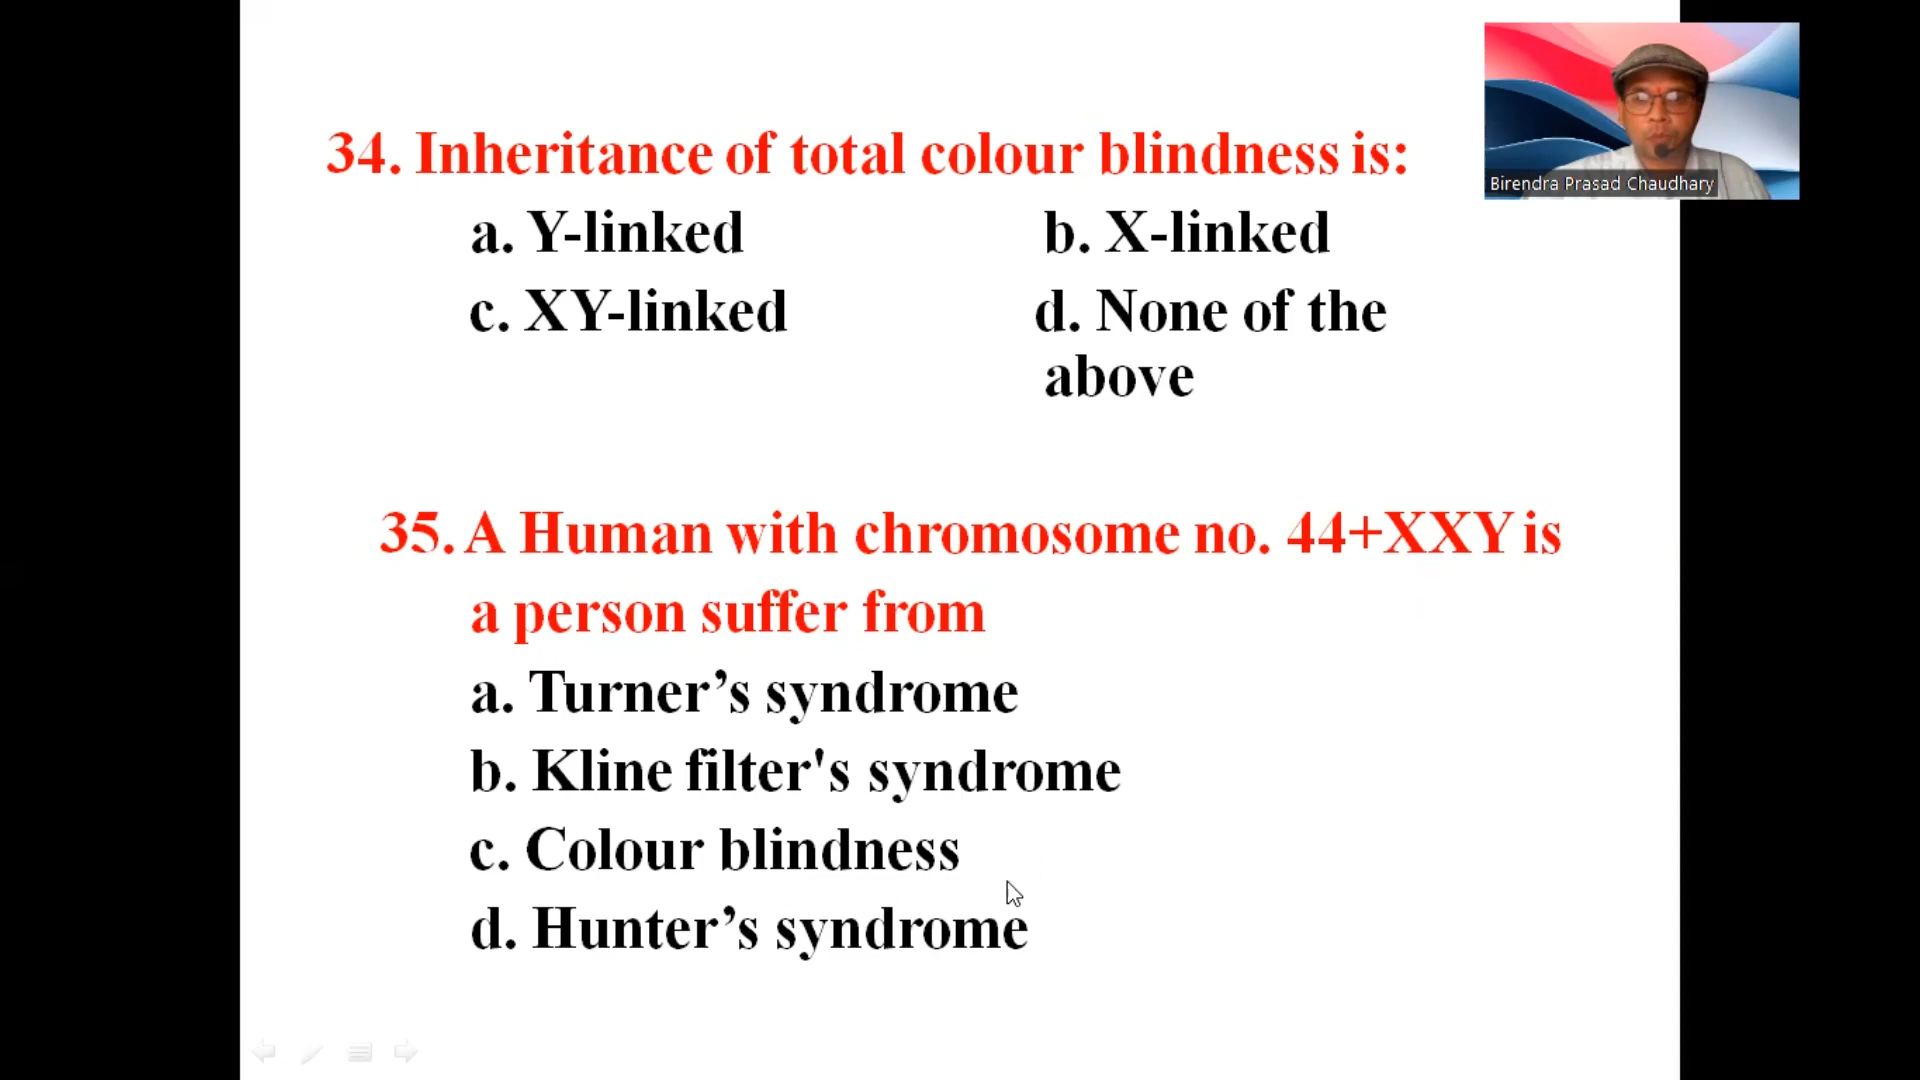 34. Inheritance of total colour blindness is:
a. Y-linked b. X-linked
c. XY-linked d. None of the
above
35. A Human with chromosome no. 44+XXY is
a person suffer from
a. Turner’s syndrome
b. Kline filter's syndrome
c. Colour blindness
d. Hunter’s syndrome
Birendra Prasad Chaudhary